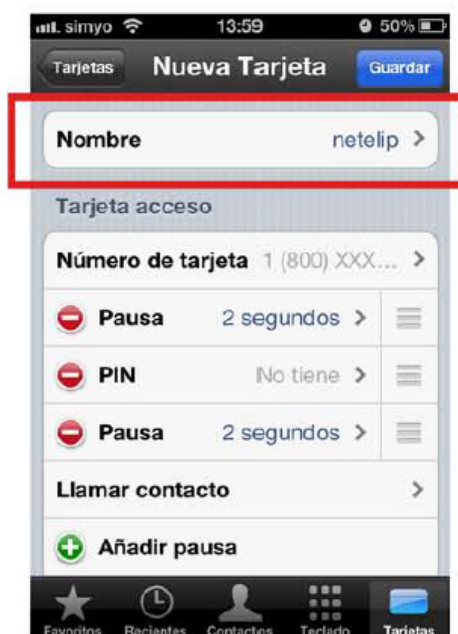 simyo 13:59 50%
Tarjetas Nueva Tarjeta Guardar
Nombre netelip
Tarjeta acceso
Número de tarjeta 1 (800) XXX...
Pausa 2 segundos
PIN No tiene
Pausa 2 segundos
Llamar contacto
Añadir pausa
Favoritos Recientes Contactos Teclado Tarjetas